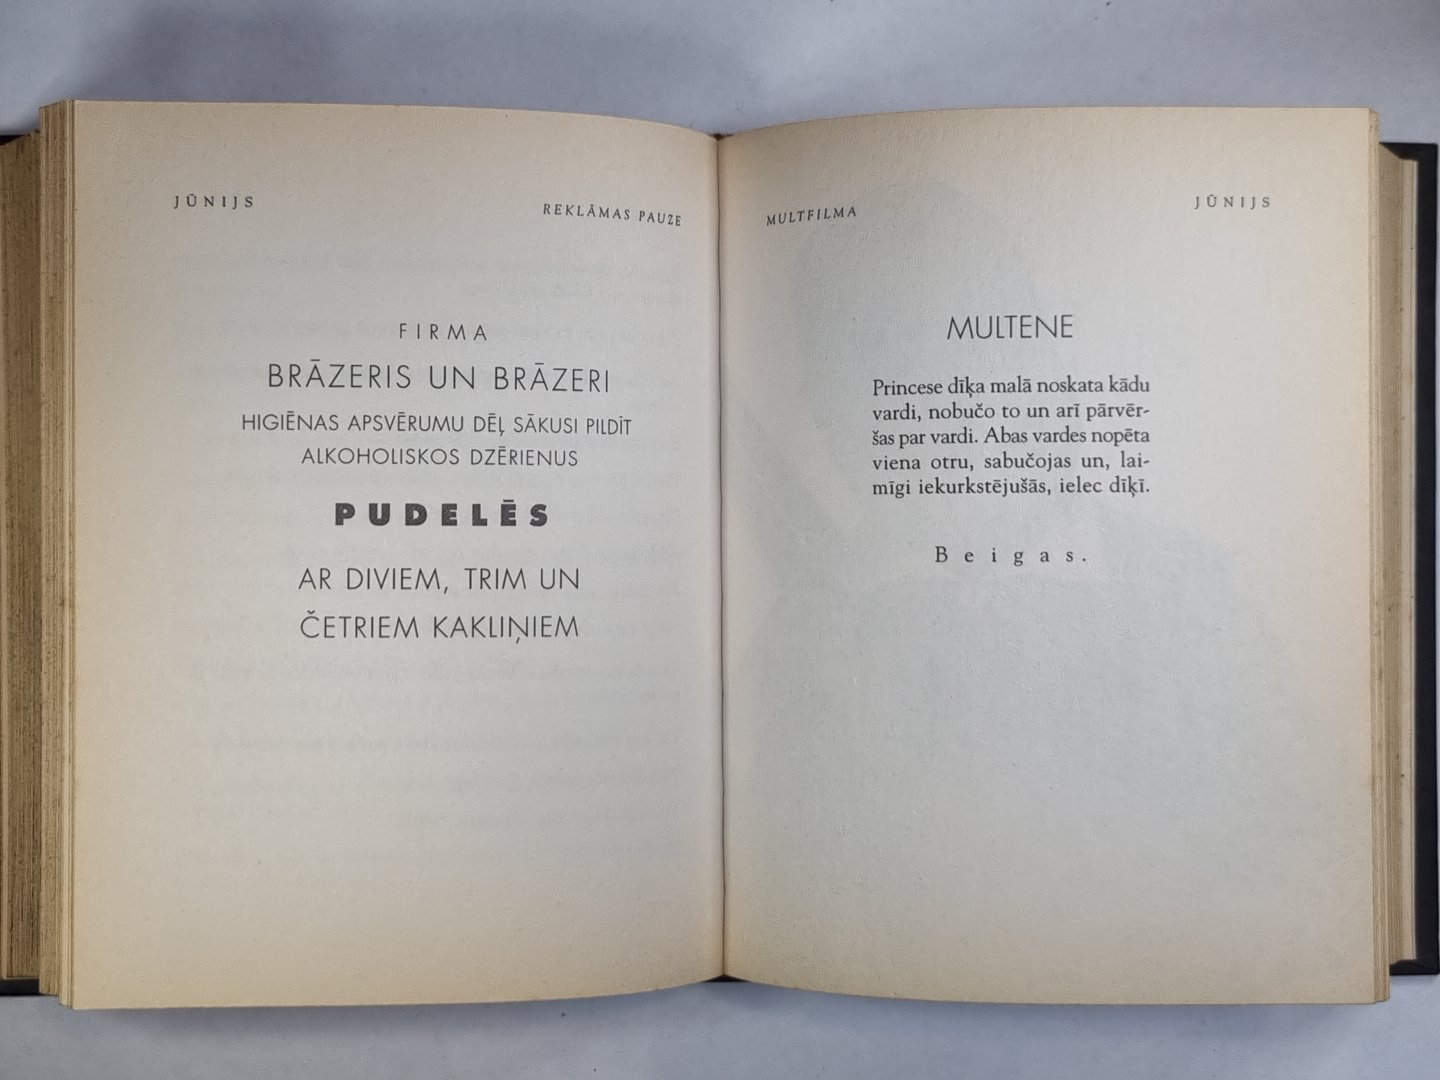 JŪNIJS
REKLĀMAS PAUZE
FIRMA
BRĀZERIS UN BRĀZERI
HIGIĒNAS APSVĒRUMU DĒĻ SĀKUSI PILDĪT
ALKOHOLISKOS DZĒRIENUS
PUDELĒS
AR DIVIEM, TRIM UN
ČETRIEM KAKLIŅIEM
MULTFILMA
JŪNIJS
MULTENE
Princese dīķa malā noskata kādu
vardi, nobučo to un arī pārvēr-
šas par vardi. Abas vardes nopēta
viena otru, sabučojas un, lai-
mīgi iekurkstējušās, ielec dīķī.
Beigas.